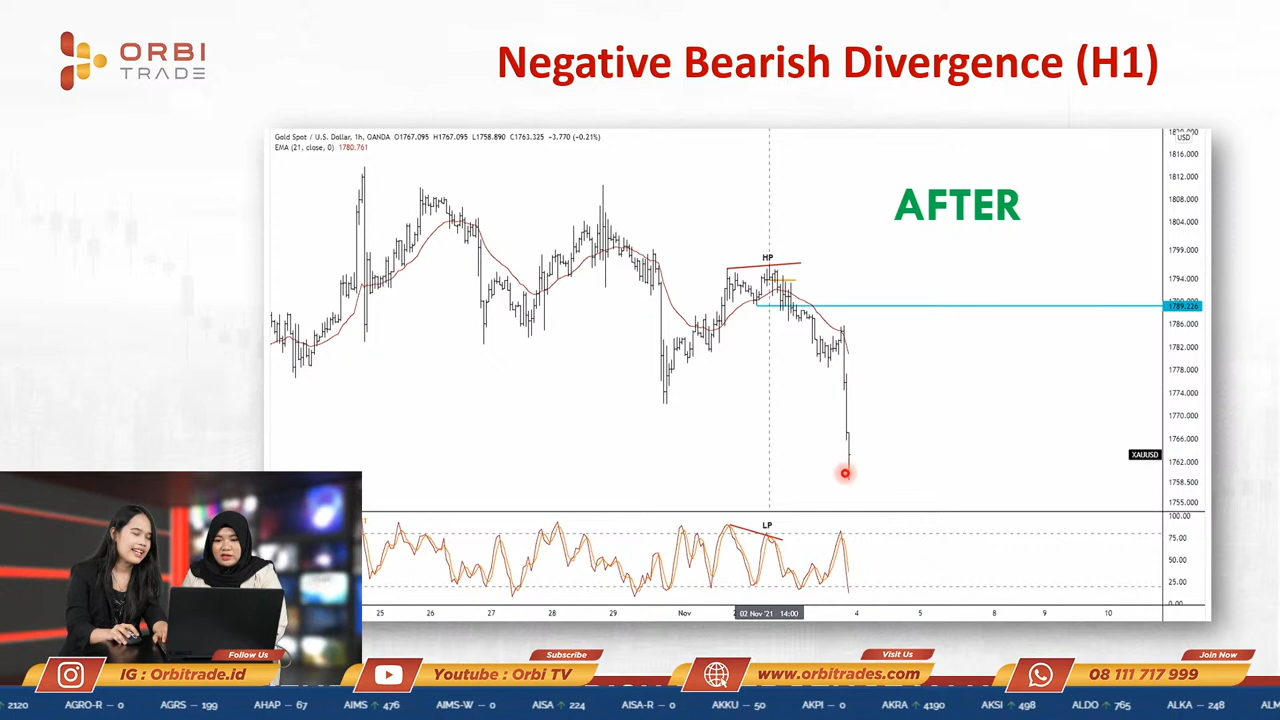 ORBI
TRADE
Negative Bearish Divergence (H1)
Gold Spot / U.S. Dollar, 1h, OANDA O1767.095 H1767.095 L1758.890 C1763.325 −3.770 (−0.21%)
EMA (21, close, 0) 1780.761
USD
AFTER
1816.000
1812.000
1808.000
1804.000
1799.000
1794.000
1789.226
1786.000
1782.000
1778.000
1774.000
1770.000
1766.000
XAUUSD
1762.000
1758.500
1755.000
HP
LP
100.00
75.00
50.00
25.00
0.00
25 26 27 28 29 Nov 02 Nov '21 14:00 4 5 8 9 10
Follow Us
IG : Orbitrade.id
Subscribe
Youtube : Orbi TV
Visit Us
www.orbitrades.com
Join Now
08 111 717 999
2120 AGRO-R − 0 AGRS − 199 AHAP − 67 AIMS ↑ 476 AIMS-W − 0 AISA ↑ 224 AISA-R − 0 AKKU − 50 AKPI − 0 AKRA ↑ 4190 AKSI ↑ 498 ALDO ↑ 765 ALKA − 248